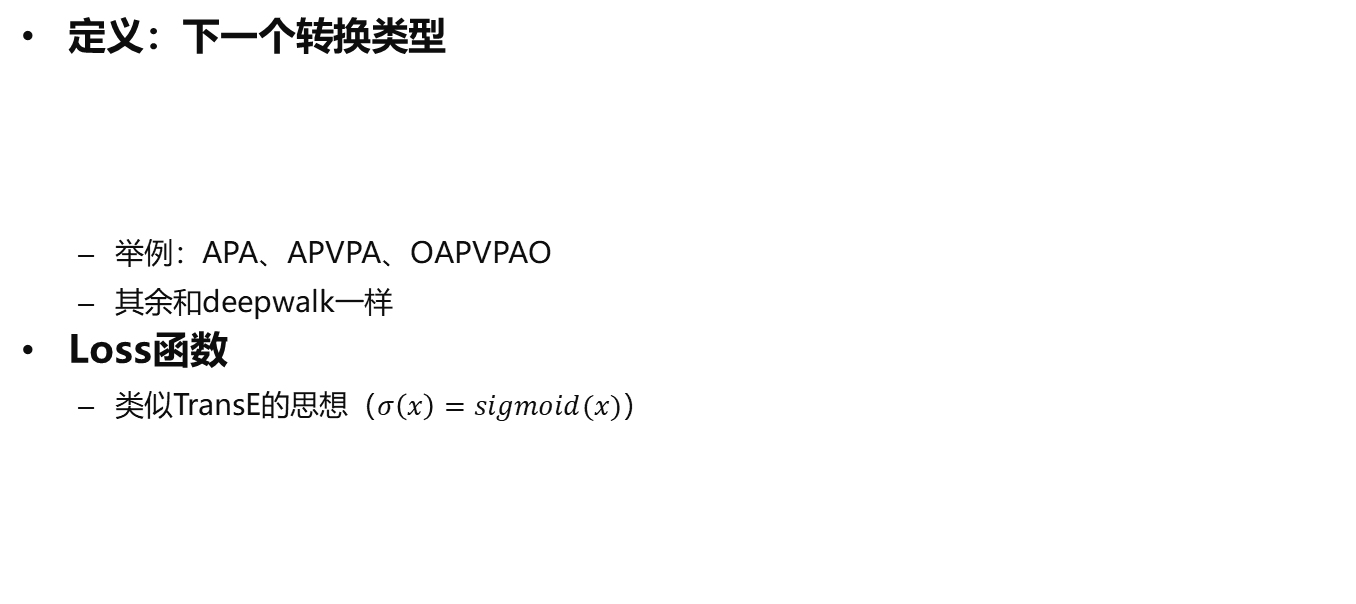 • 定义：下一个转换类型
– 举例：APA、APVPA、OAPVPAO
– 其余和deepwalk一样
• Loss函数
– 类似TransE的思想（σ(x) = sigmoid(x)）